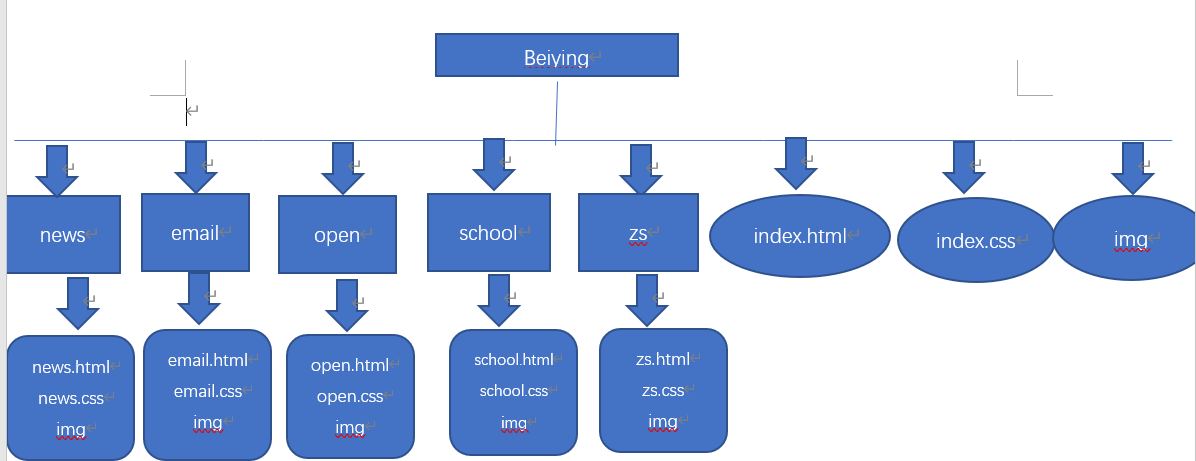 Beiying
news
email
open
school
zs
index.html
index.css
img
news.html
news.css
img
email.html
email.css
img
open.html
open.css
img
school.html
school.css
img
zs.html
zs.css
img